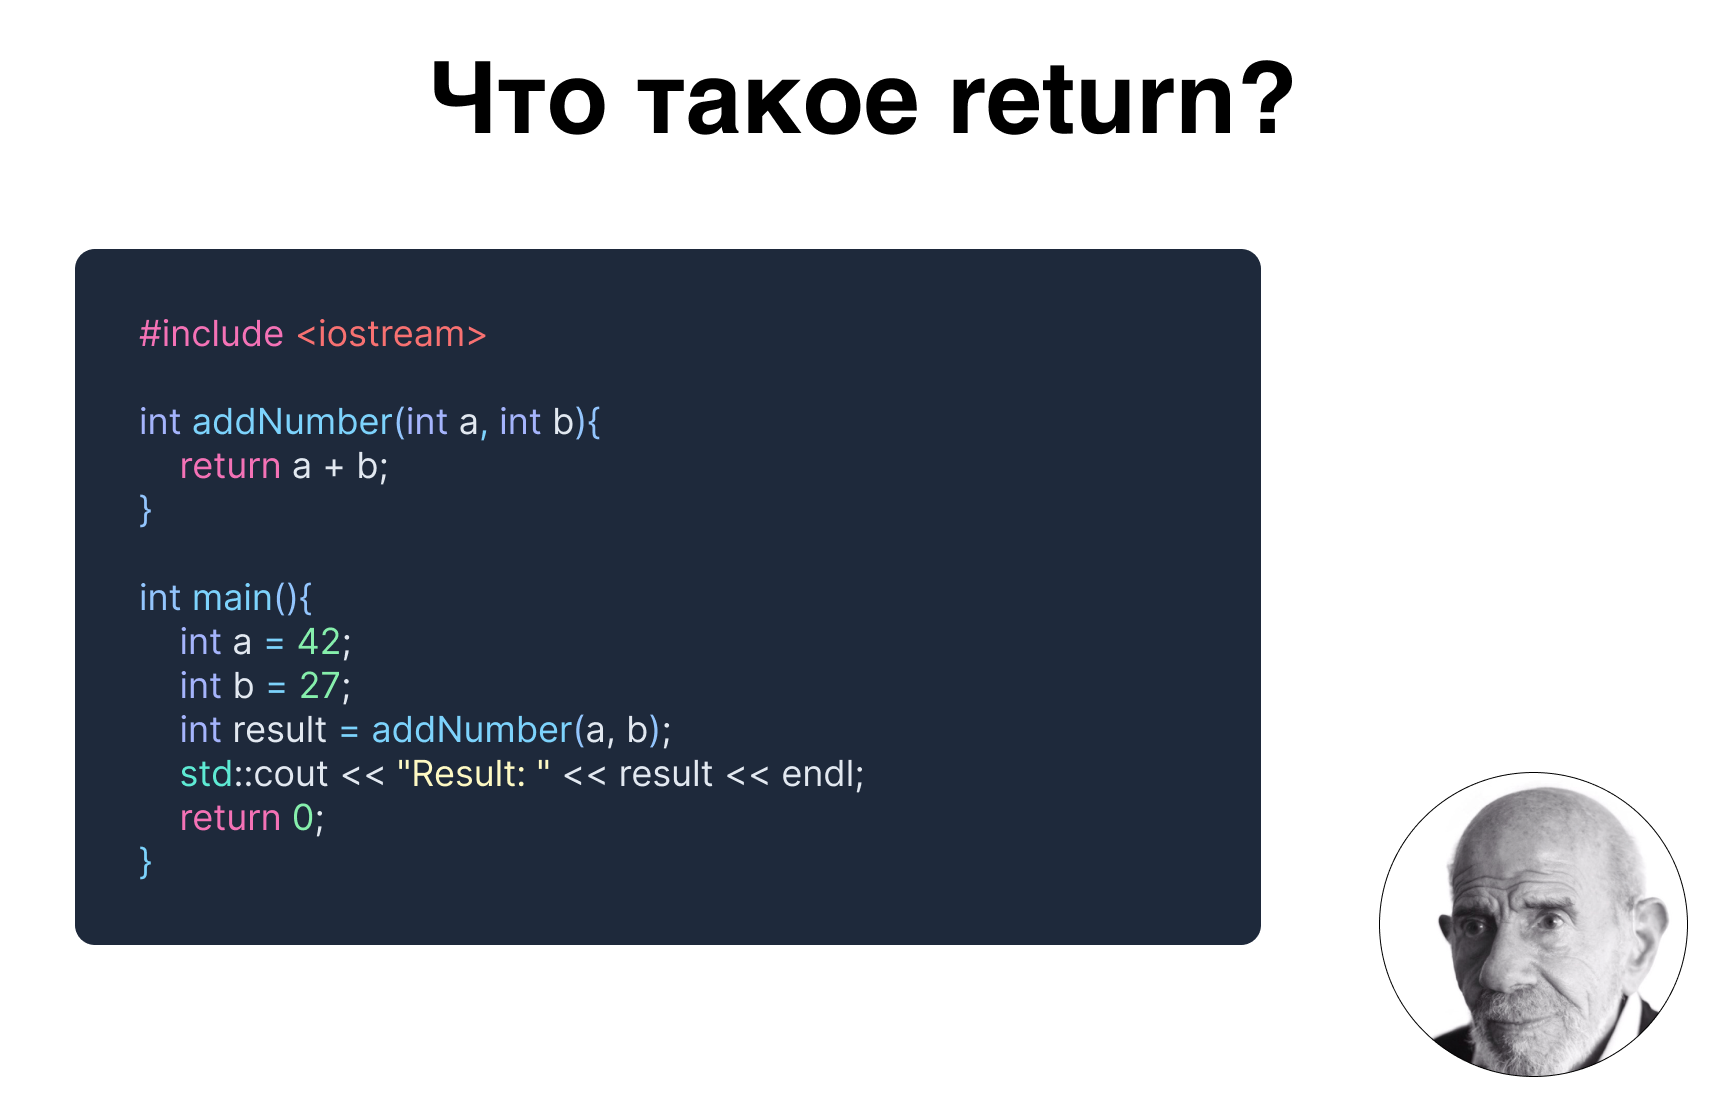 Что такое return?
#include <iostream>
int addNumber(int a, int b){
return a + b;
}
int main(){
int a = 42;
int b = 27;
int result = addNumber(a, b);
std::cout << "Result: " << result << endl;
return 0;
}